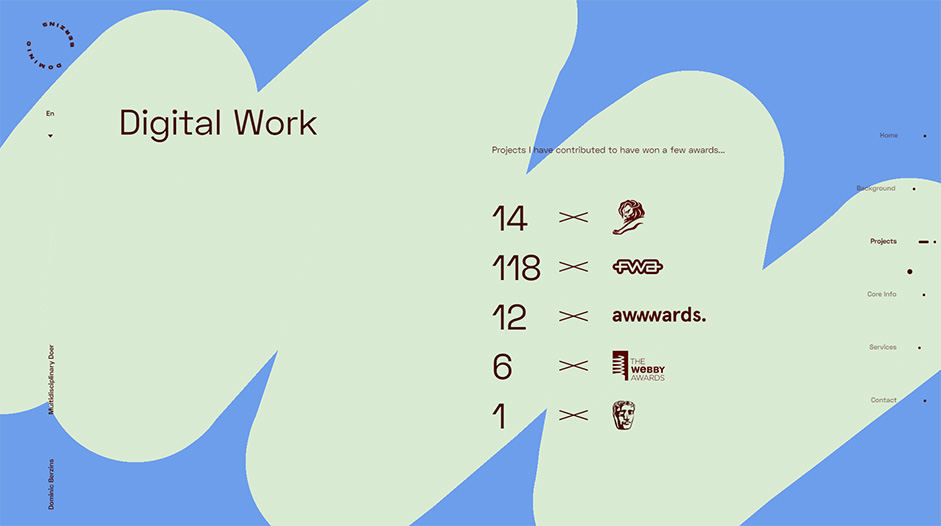 DOMINIC BERZINS
En
Digital Work
Projects I have contributed to have won a few awards...
14
118
FWA
12
awwwards.
6
THE
WEBBY
AWARDS
1
Home
Background
Projects
Core Info
Services
Contact
Multidisciplinary Doer
Dominic Berzins